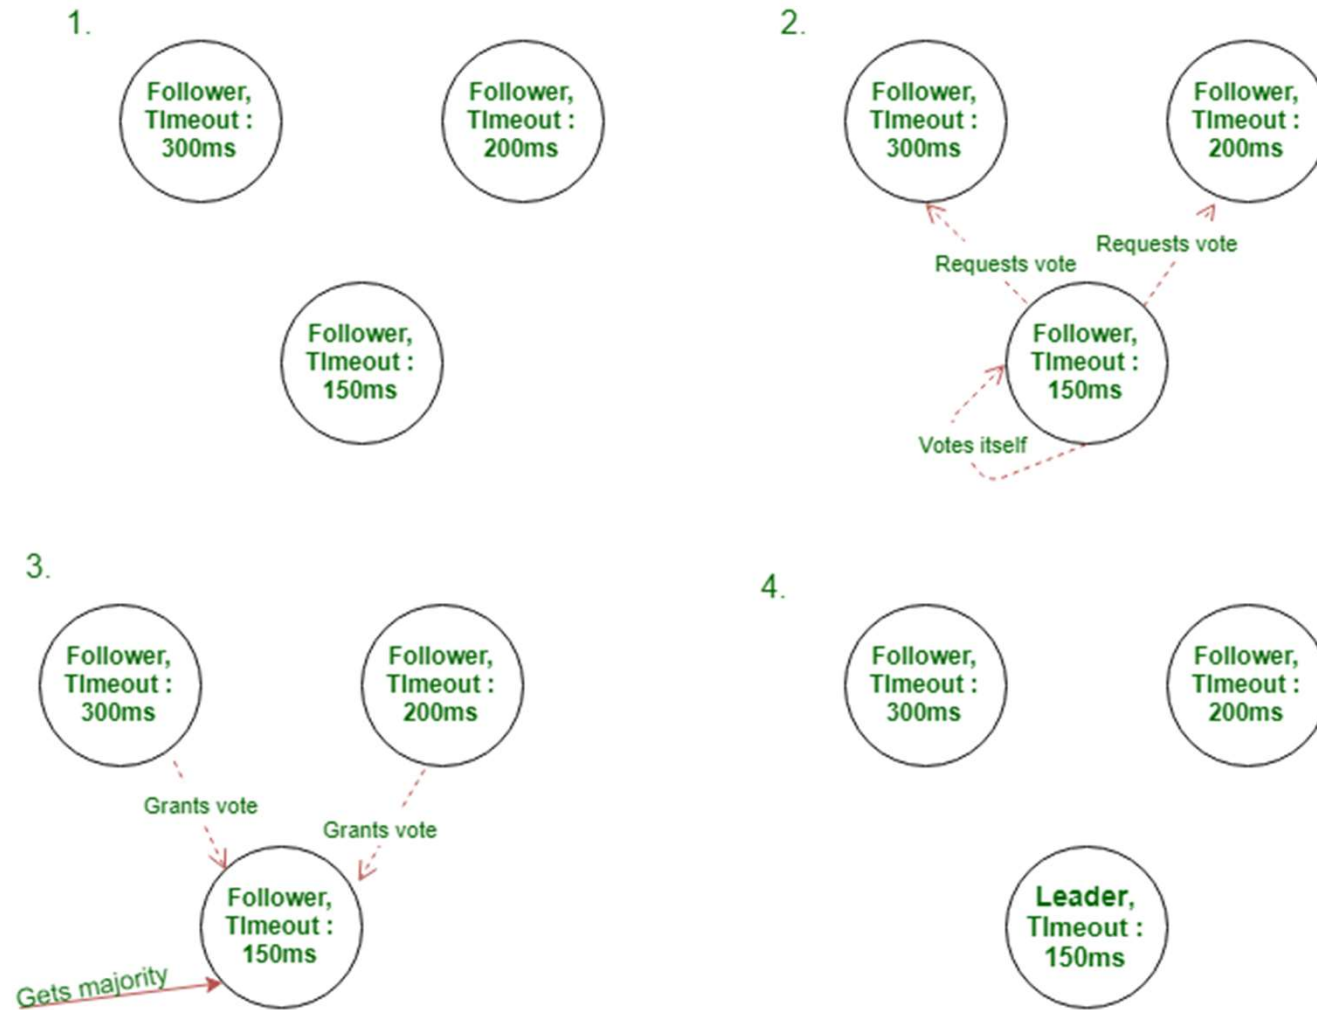 1.
Follower,
TImeout :
300ms
Follower,
TImeout :
200ms
Follower,
TImeout :
150ms
2.
Follower,
TImeout :
300ms
Follower,
TImeout :
200ms
Requests vote
Requests vote
Follower,
TImeout :
150ms
Votes itself
3.
Follower,
TImeout :
300ms
Follower,
TImeout :
200ms
Grants vote
Grants vote
Follower,
TImeout :
150ms
Gets majority
4.
Follower,
TImeout :
300ms
Follower,
TImeout :
200ms
Leader,
TImeout :
150ms